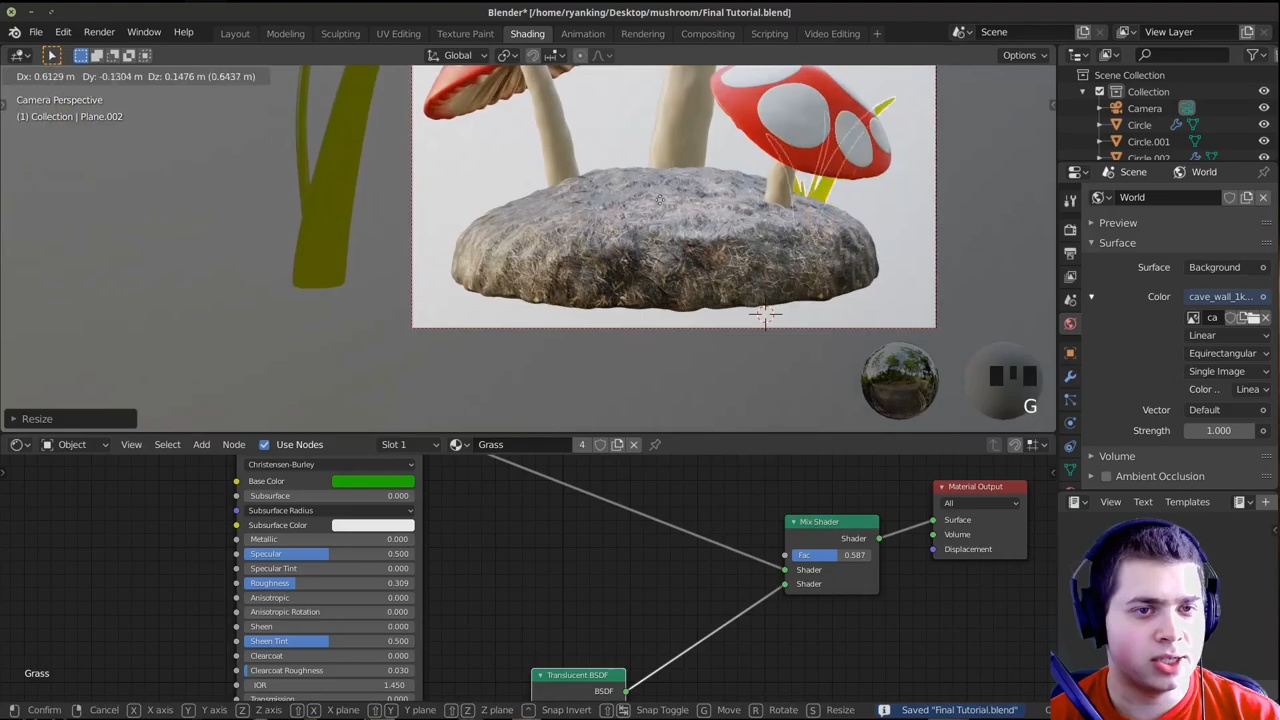 Blender* [/home/ryanking/Desktop/mushroom/Final Tutorial.blend]
File Edit Render Window Help Layout Modeling Sculpting UV Editing Texture Paint Shading Animation Rendering Compositing Scripting Video Editing + Scene View Layer
Global Options
Dx: 0.6129 m Dy: -0.1304 m Dz: 0.1476 m (0.6437 m)
Camera Perspective
(1) Collection | Plane.002
Scene Collection
Collection
Camera
Circle
Circle.001
Circle.002
Scene World
World
Preview
Surface
Surface Background
Color cave_wall_1k...
ca
Linear
Equirectangular
Single Image
Color .. Linea
Vector Default
Strength 1.000
Volume
Ambient Occlusion
View Text Templates
G
Resize
Object View Select Add Node Use Nodes Slot 1 Grass 4
Christensen-Burley
Base Color
Subsurface 0.000
Subsurface Radius
Subsurface Color
Metallic 0.000
Specular 0.500
Specular Tint 0.000
Roughness 0.309
Anisotropic 0.000
Anisotropic Rotation 0.000
Sheen 0.000
Sheen Tint 0.500
Clearcoat 0.000
Clearcoat Roughness 0.030
IOR 1.450
Transmission 0.000
Mix Shader
Shader
Fac 0.587
Shader
Shader
Material Output
All
Surface
Volume
Displacement
Translucent BSDF
BSDF
Grass
Confirm Cancel X X axis Y Y axis Z Z axis X X plane Y Y plane Z Z plane Snap Invert Snap Toggle G Move R Rotate S Resize Saved "Final Tutorial.blend"